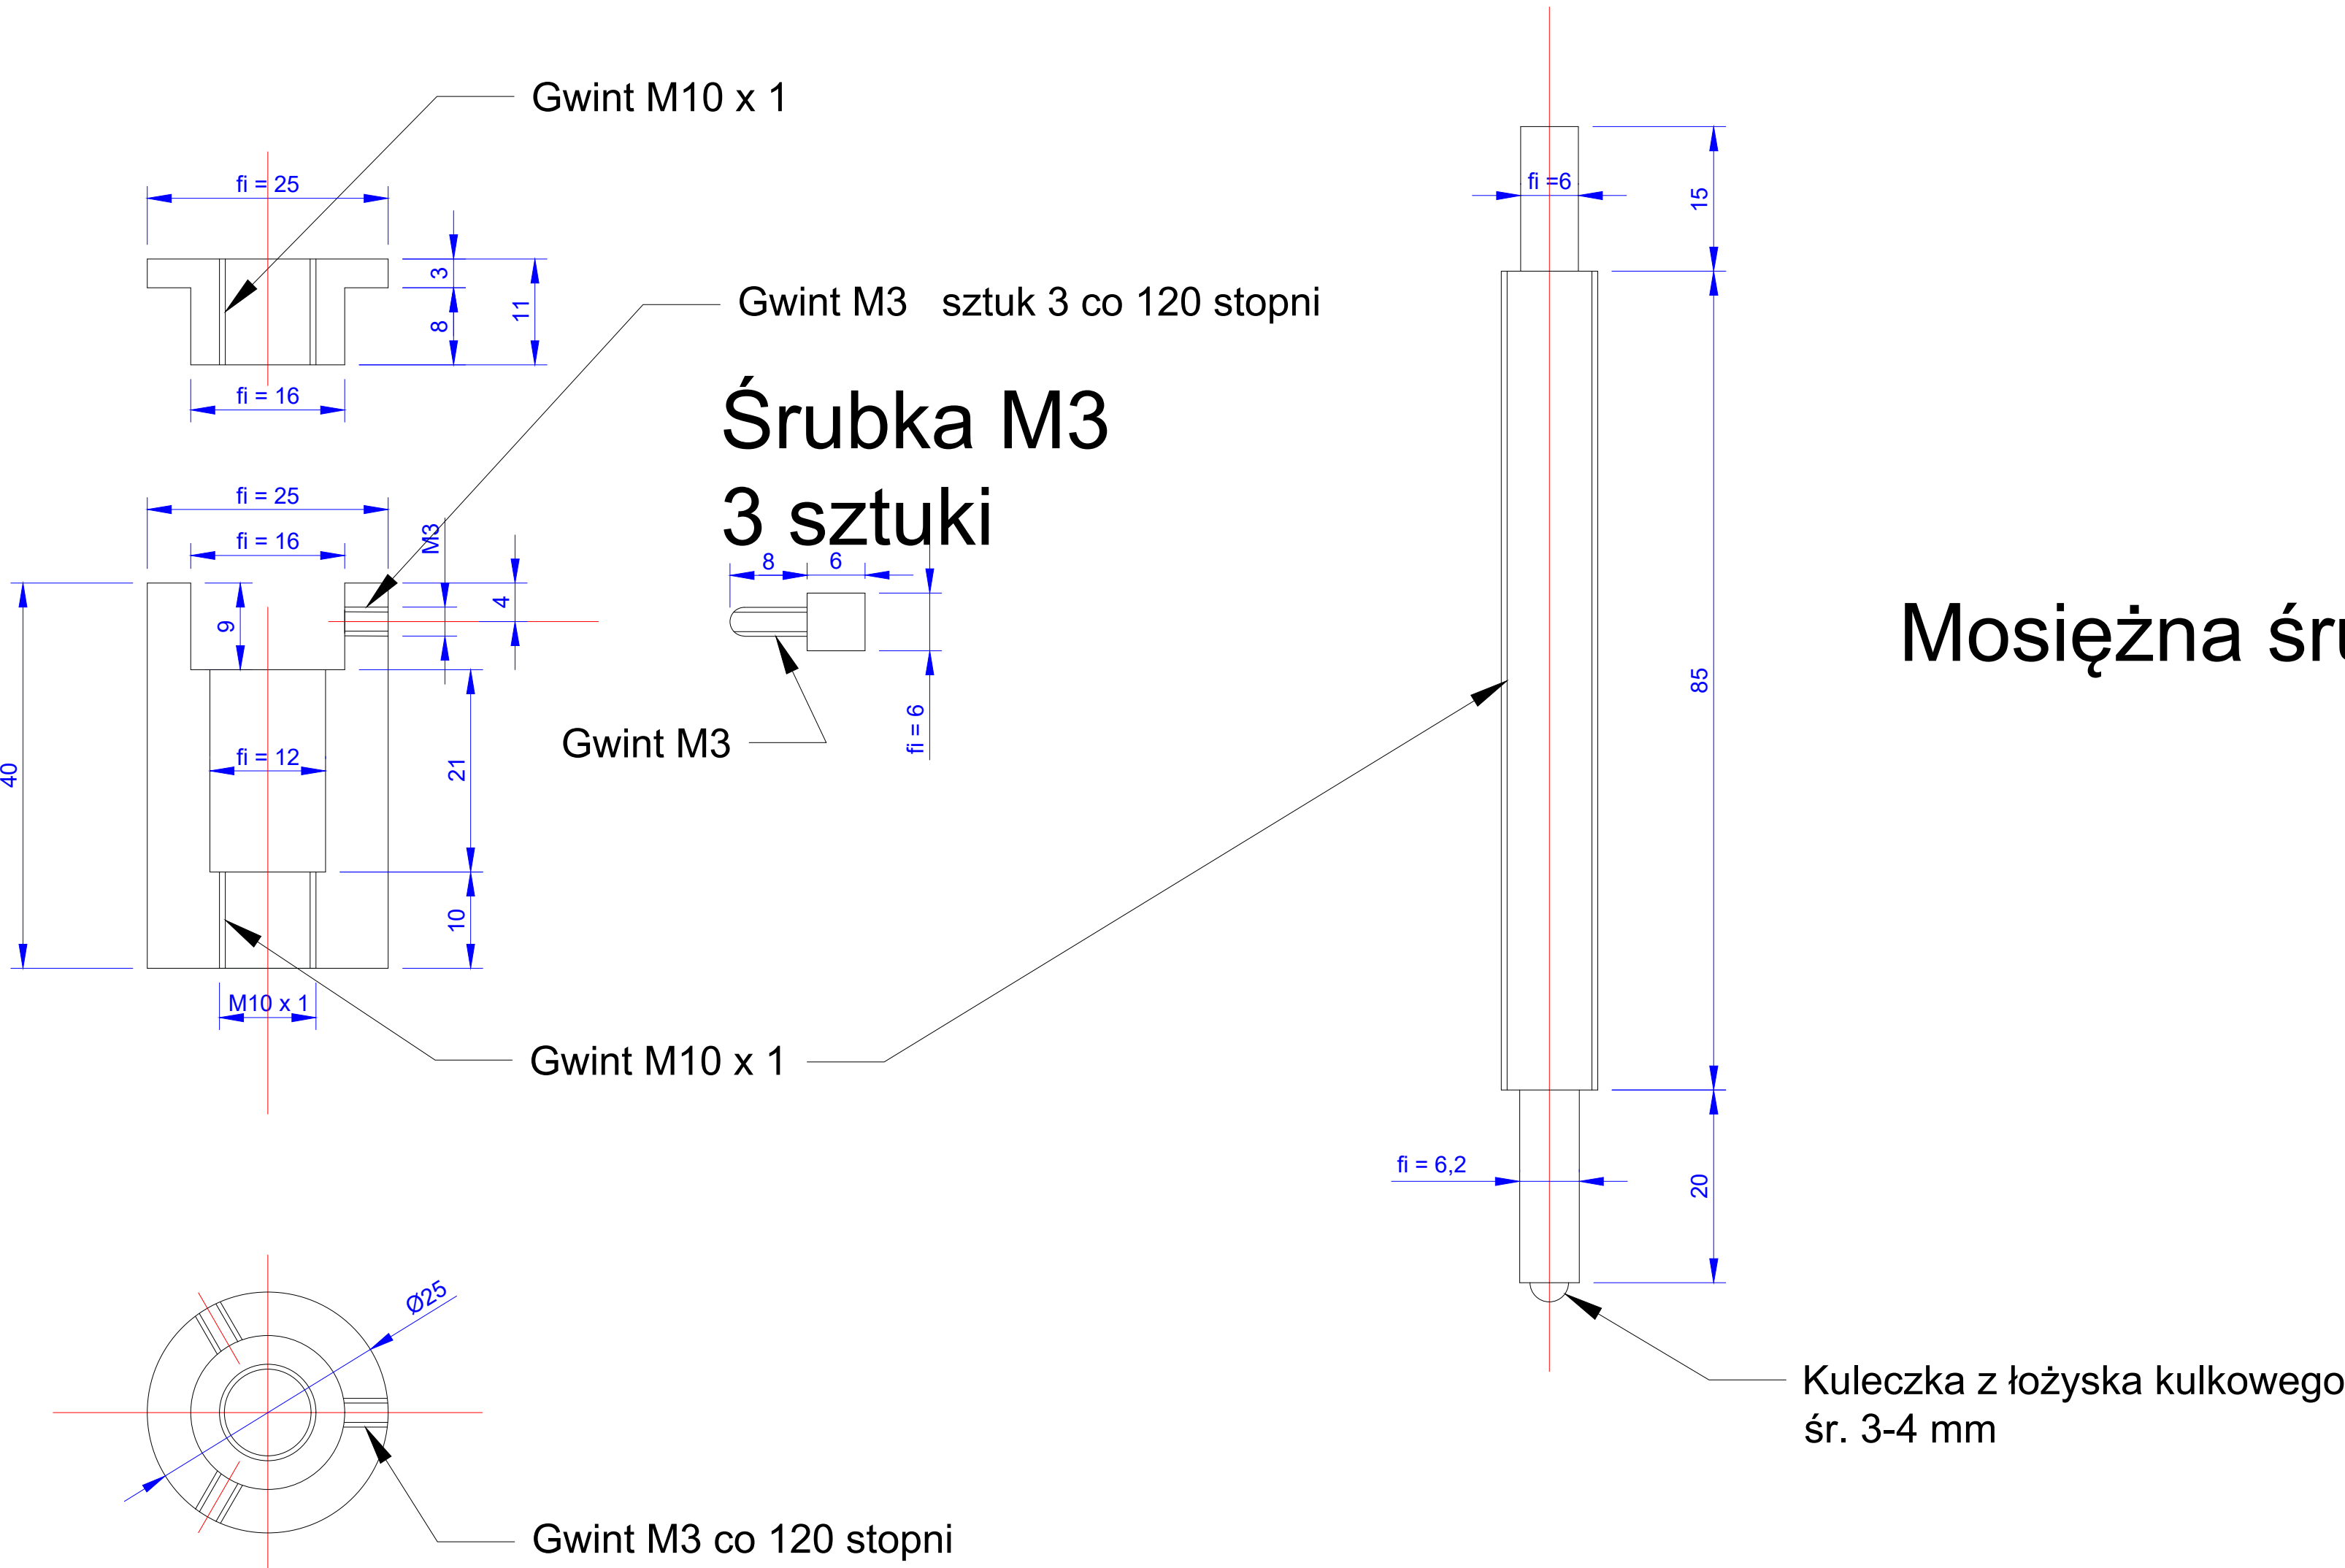 Gwint M10 x 1
fi = 25
3
8
11
fi = 16
Gwint M3 sztuk 3 co 120 stopni
Śrubka M3
3 sztuki
fi = 25
fi = 16
M3
4
9
40
fi = 12
21
10
M10 x 1
8
6
fi = 6
Gwint M3
Gwint M10 x 1
fi =6
15
85
Mosiężna
fi = 6,2
20
Kuleczka z łożyska kulkowego
śr. 3-4 mm
Ø25
Gwint M3 co 120 stopni